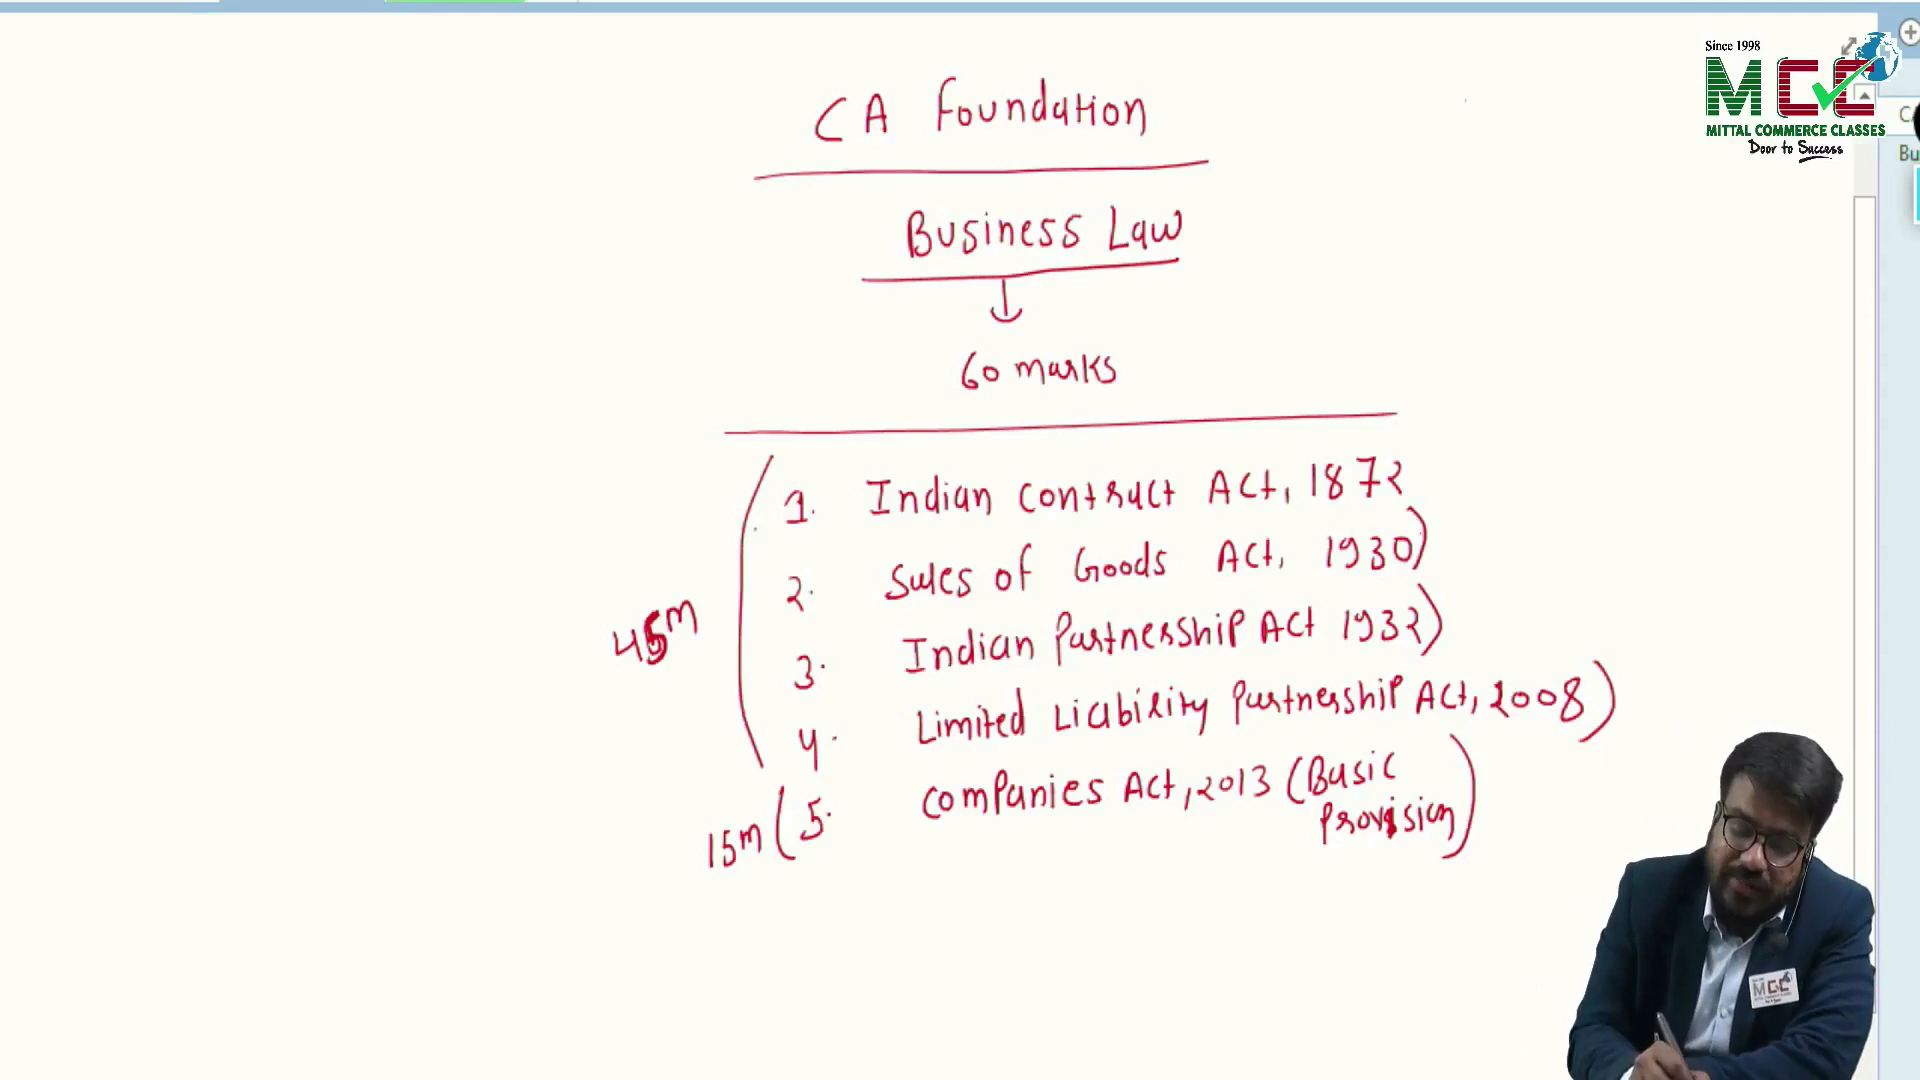 Since 1998
MCC
MITTAL COMMERCE CLASSES
Door to Success
CA Foundation
Business Law
60 marks
1. Indian Contract Act, 1872
2. Sales of Goods Act, 1930)
3. Indian Partnership Act 1932)
4. Limited Liability Partnership Act, 2008)
45m
15m (5. Companies Act, 2013 (Basic
Provision)
Bu
MCC